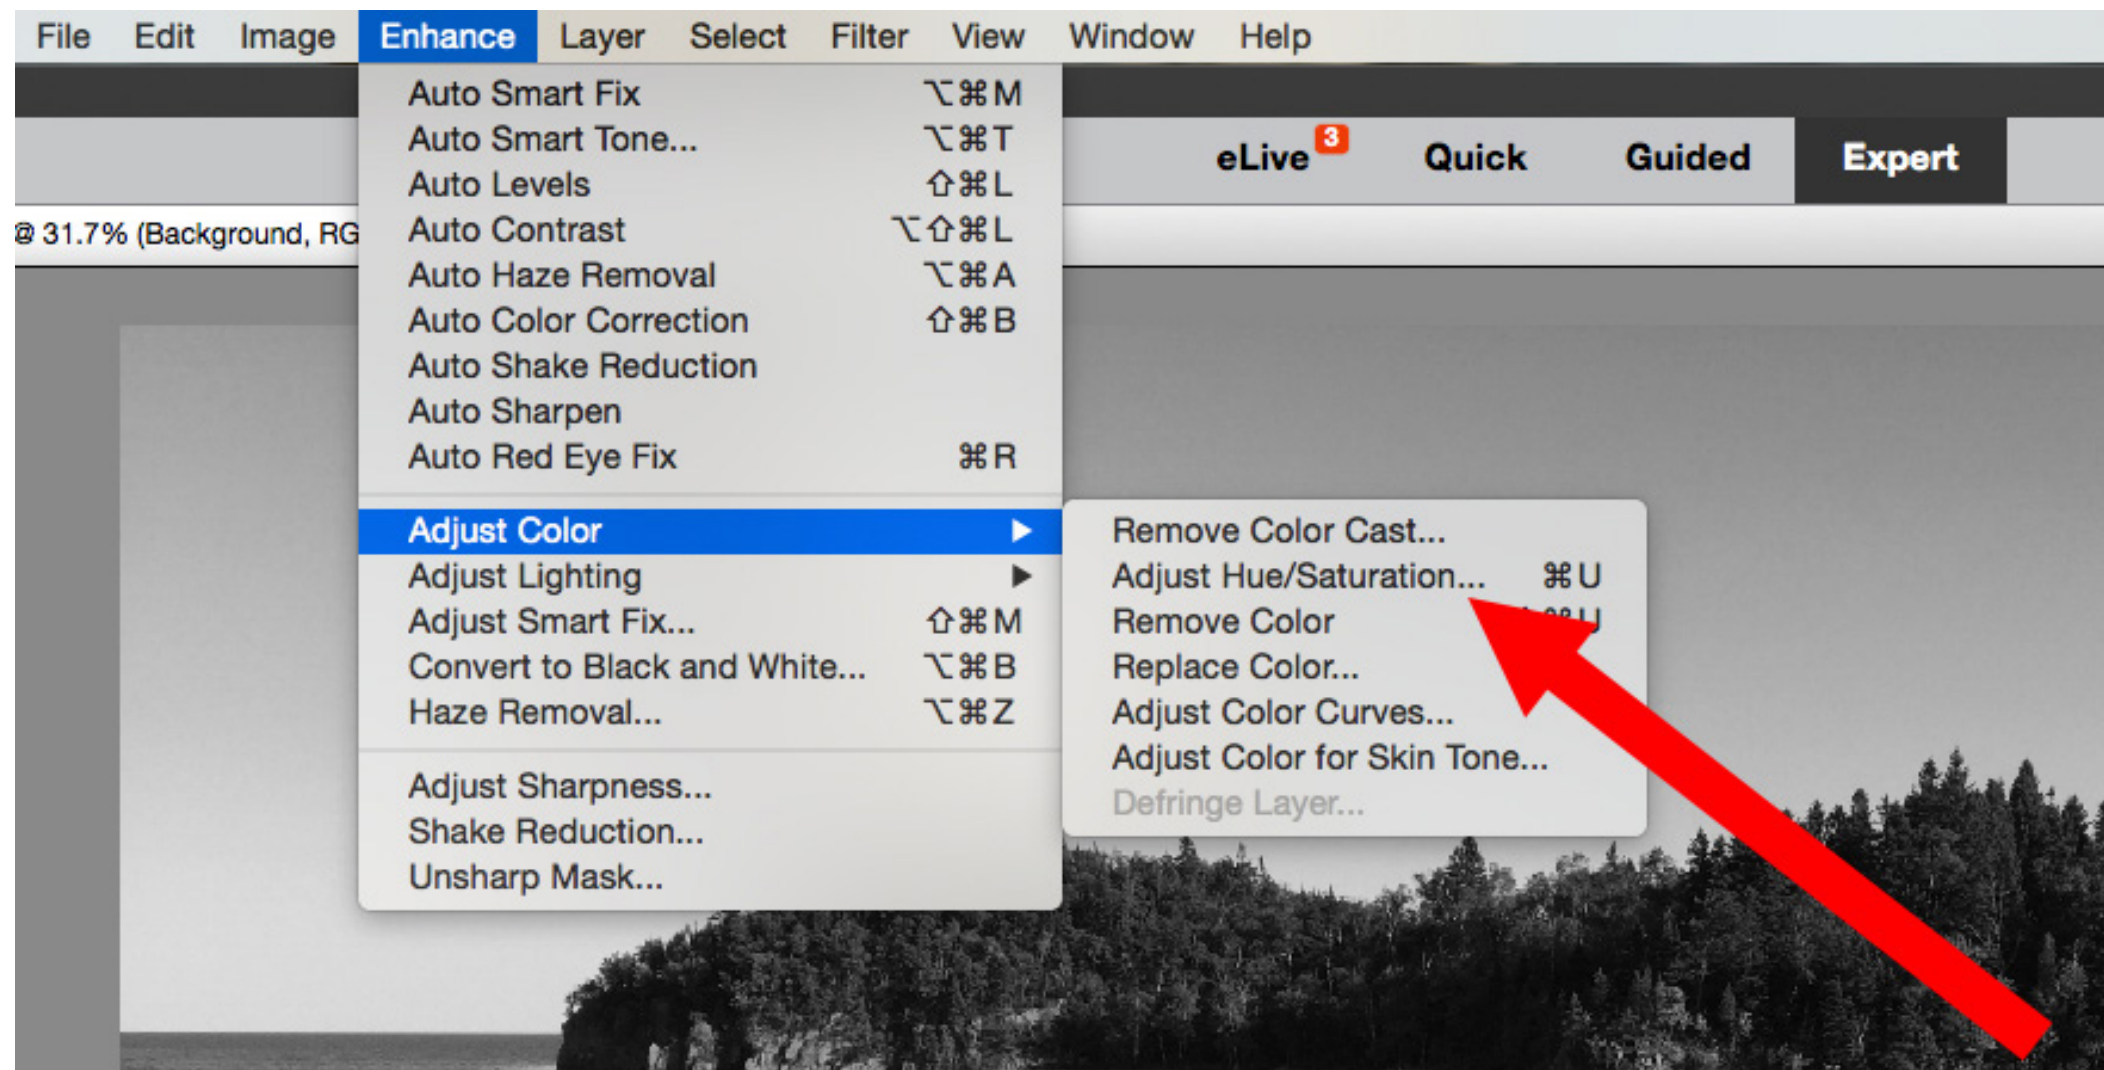 File Edit Image Enhance Layer Select Filter View Window Help
eLive 3 Quick Guided Expert
@ 31.7% (Background, RG
Auto Smart Fix ⌥⌘M
Auto Smart Tone... ⌥⌘T
Auto Levels ⇧⌘L
Auto Contrast ⌥⇧⌘L
Auto Haze Removal ⌥⌘A
Auto Color Correction ⇧⌘B
Auto Shake Reduction
Auto Sharpen
Auto Red Eye Fix ⌘R
Adjust Color ▶
Adjust Lighting ▶
Adjust Smart Fix... ⇧⌘M
Convert to Black and White... ⌥⌘B
Haze Removal... ⌥⌘Z
Adjust Sharpness...
Shake Reduction...
Unsharp Mask...
Remove Color Cast...
Adjust Hue/Saturation... ⌘U
Remove Color ⌘U
Replace Color...
Adjust Color Curves...
Adjust Color for Skin Tone...
Defringe Layer...